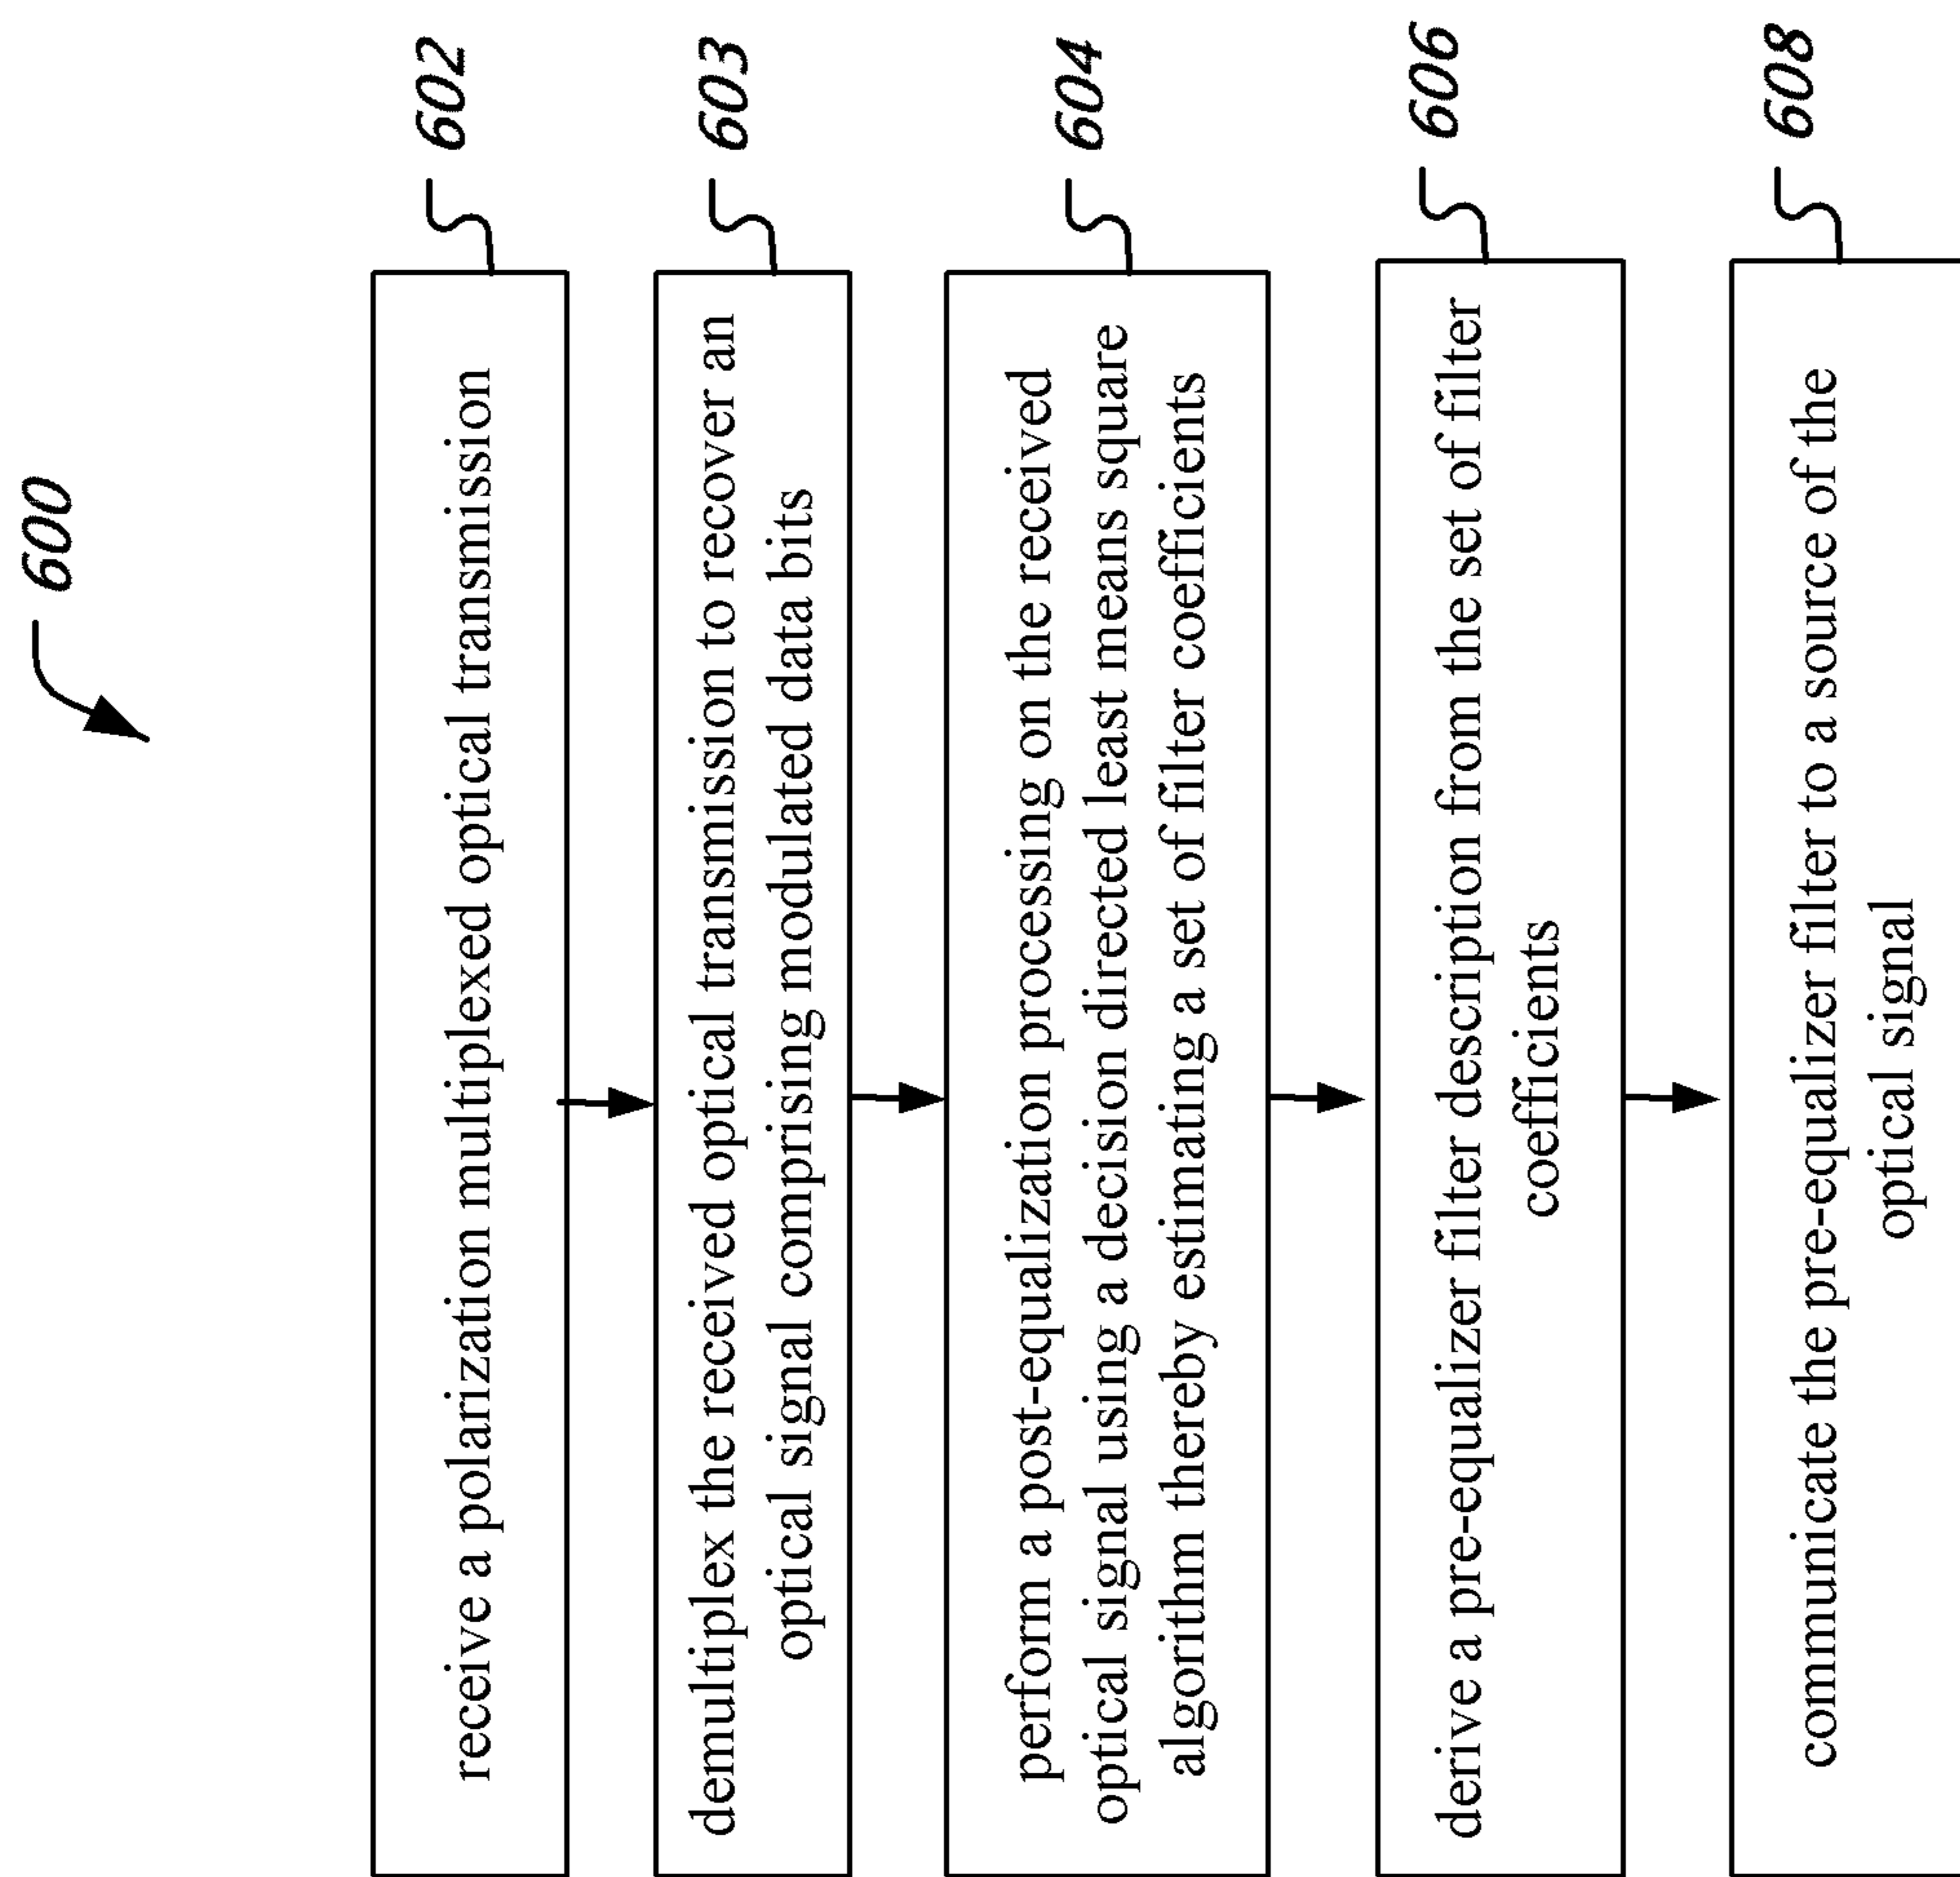 600
602
receive a polarization multiplexed optical transmission
603
demultiplex the received optical transmission to recover an
optical signal comprising modulated data bits
604
perform a post-equalization processing on the received
optical signal using a decision directed least means square
algorithm thereby estimating a set of filter coefficients
606
derive a pre-equalizer filter description from the set of filter
coefficients
608
communicate the pre-equalizer filter to a source of the
optical signal